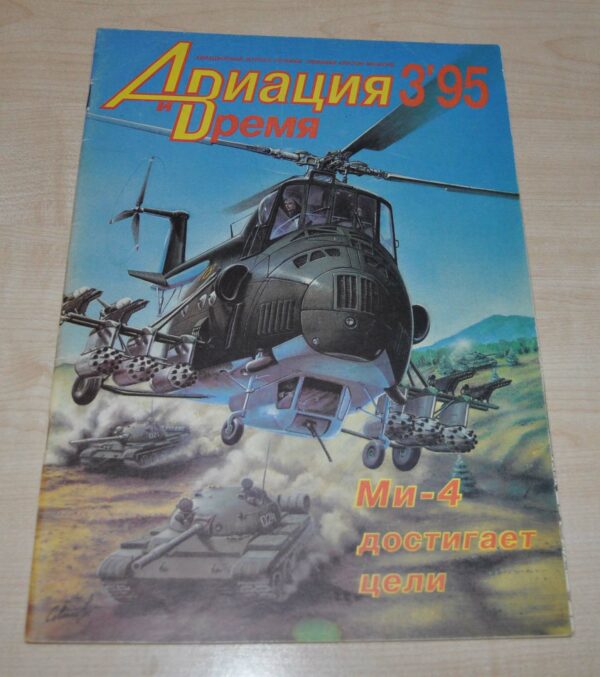 Авиация 3'95
и Время
Ми-4
достигает
цели